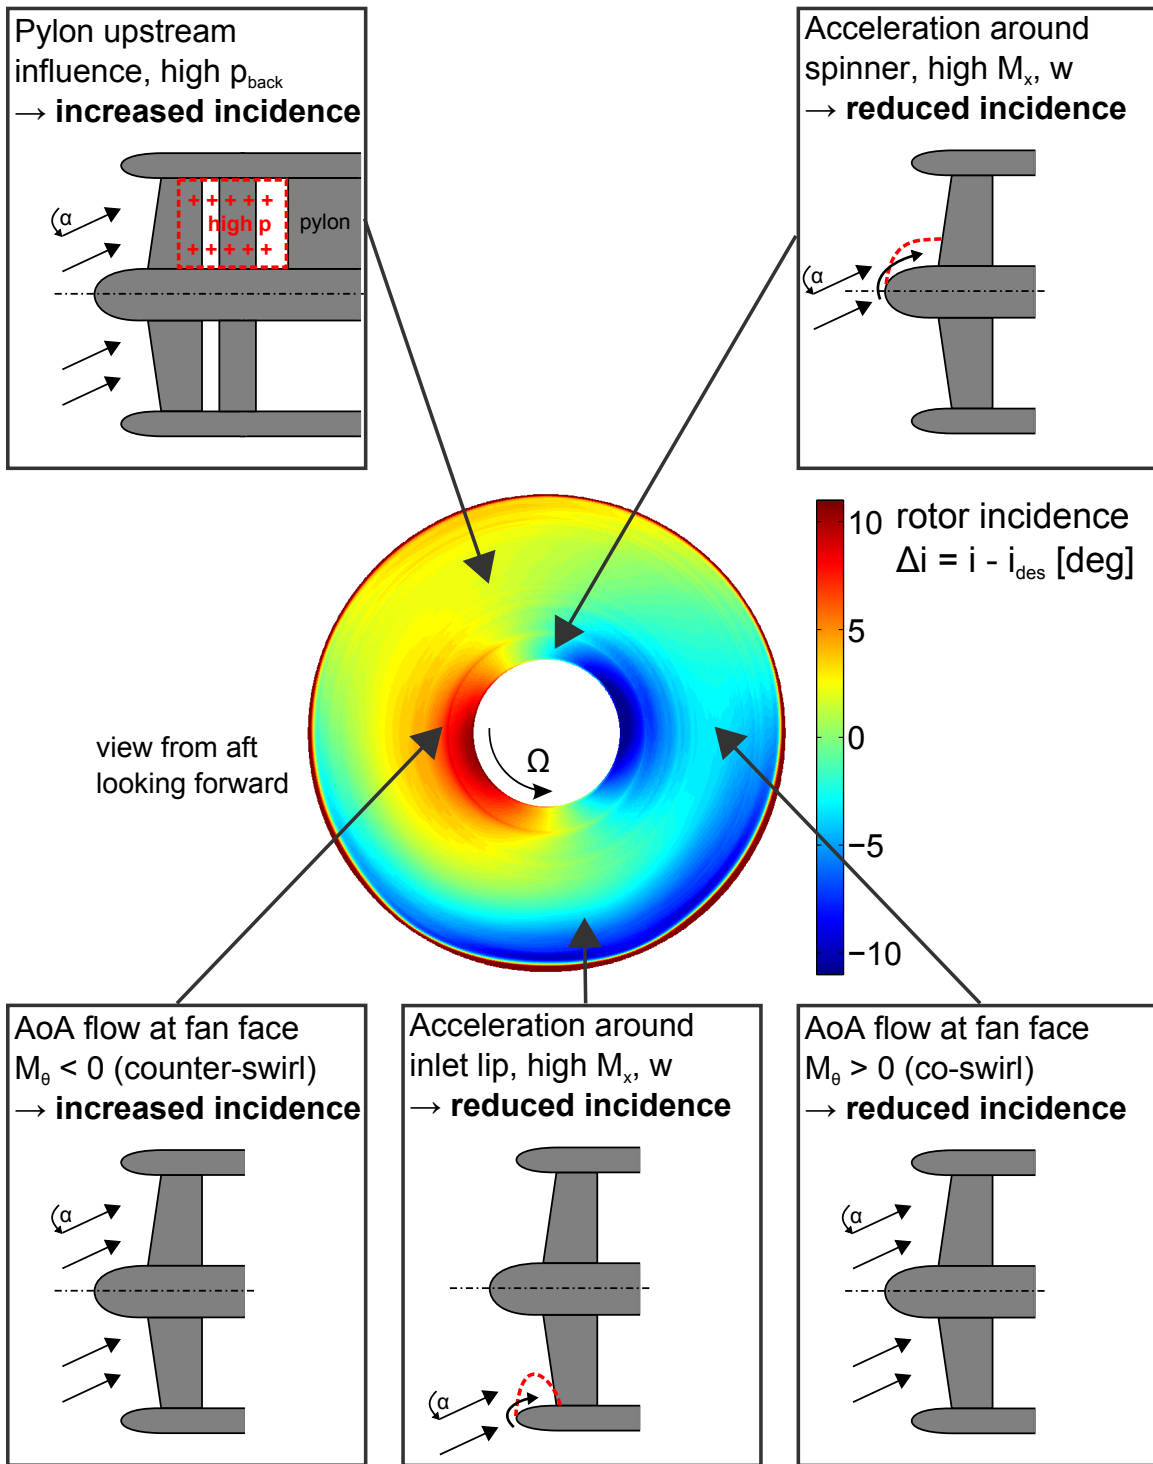 Pylon upstream
influence, high p_back
→ increased incidence
α
+ + + + +
high p
+ + + + +
pylon
Acceleration around
spinner, high Mₓ, w
→ reduced incidence
α
10
5
0
−5
−10
rotor incidence
Δi = i - i_des [deg]
view from aft
looking forward
Ω
AoA flow at fan face
M_θ < 0 (counter-swirl)
→ increased incidence
α
Acceleration around
inlet lip, high Mₓ, w
→ reduced incidence
α
AoA flow at fan face
M_θ > 0 (co-swirl)
→ reduced incidence
α